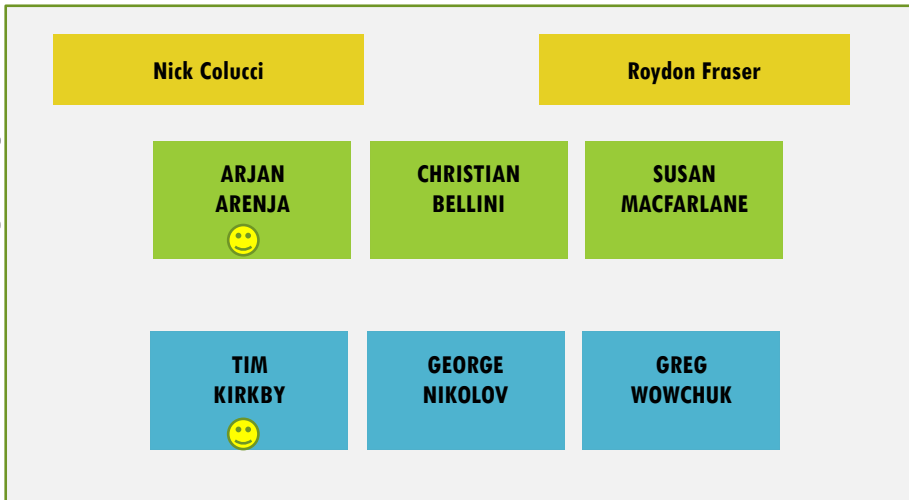 Nick Colucci
Roydon Fraser
ARJAN
ARENJA
CHRISTIAN
BELLINI
SUSAN
MACFARLANE
TIM
KIRKBY
GEORGE
NIKOLOV
GREG
WOWCHUK